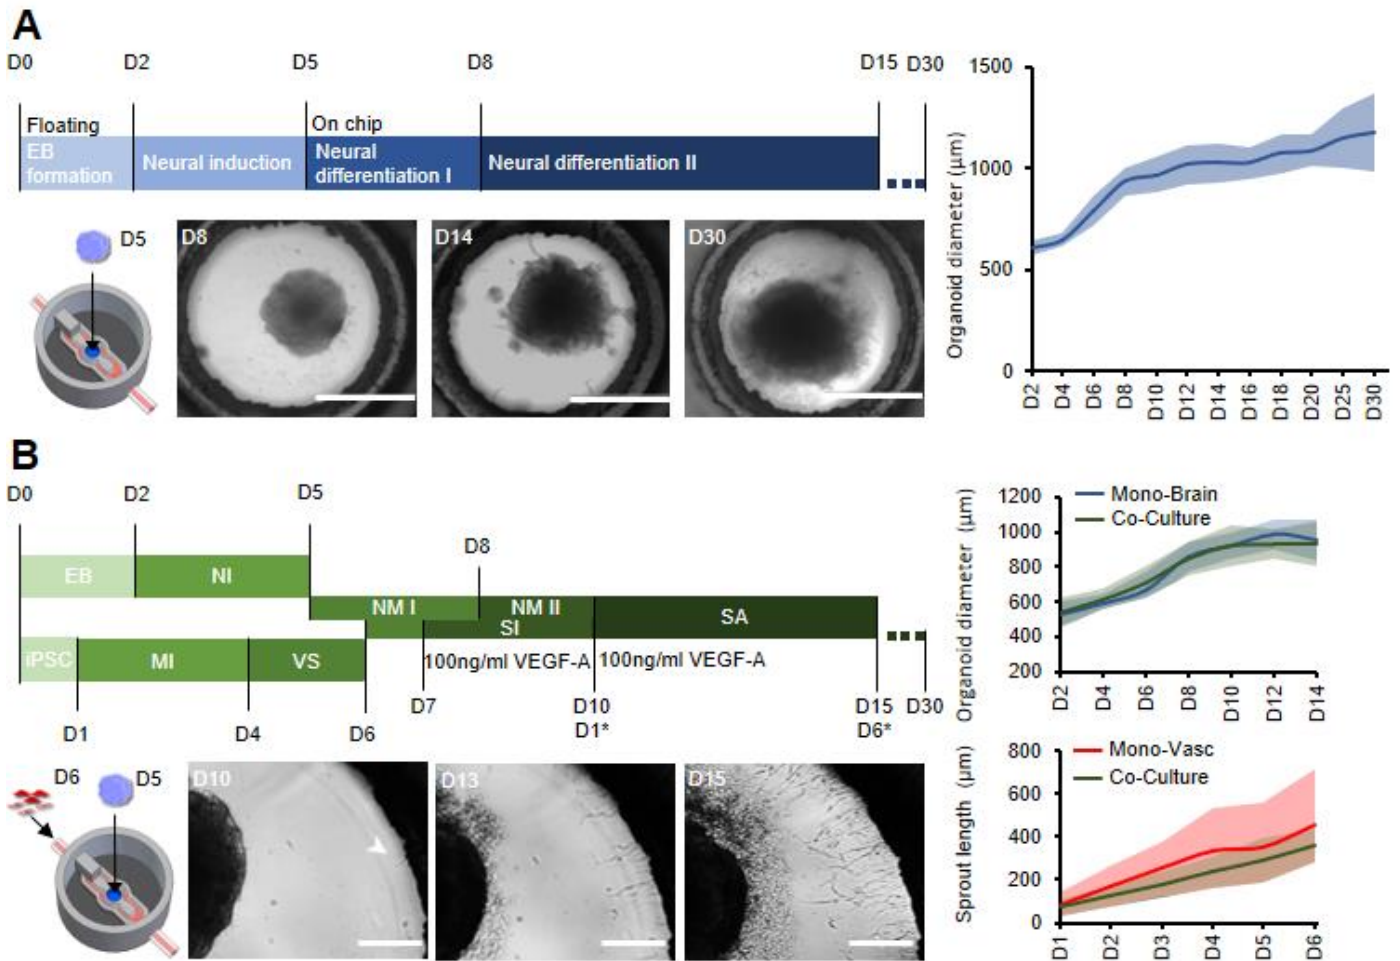 A
D0 D2 D5 D8 D15 D30
Floating On chip
EB formation
Neural induction
Neural differentiation I
Neural differentiation II
D5
D8
D14
D30
Organoid diameter (µm)
1500
1000
500
0
D2 D4 D6 D8 D10 D12 D14 D16 D18 D20 D25 D30
B
D0 D2 D5
D8
EB NI
NM I NM II
SI
SA
iPSC MI VS
100ng/ml VEGF-A 100ng/ml VEGF-A
D1 D4 D6 D7 D10 D15 D30
D1* D6*
D6 D5
D10
D13
D15
Organoid diameter (µm)
Mono-Brain
Co-Culture
1200
1000
800
600
400
200
D2 D4 D6 D8 D10 D12 D14
Sprout length (µm)
Mono-Vasc
Co-Culture
800
600
400
200
0
D1 D2 D3 D4 D5 D6